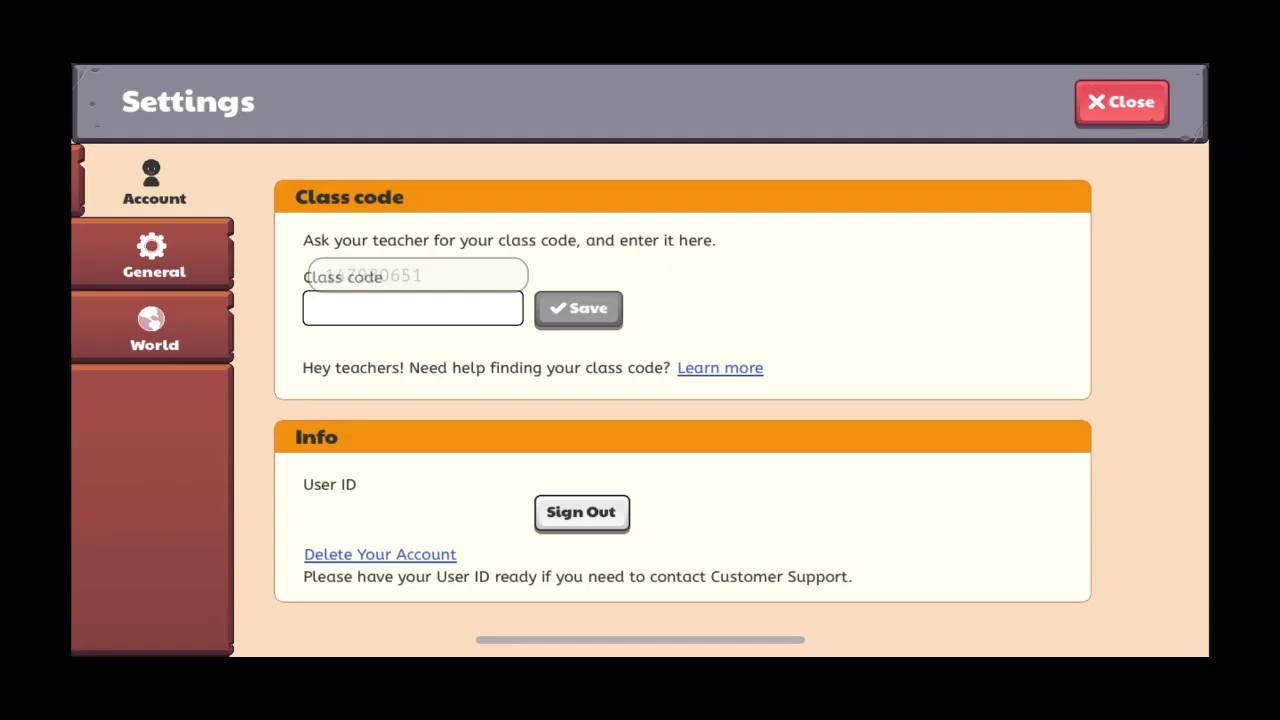 Settings
Close
Account
General
World
Class code
Ask your teacher for your class code, and enter it here.
Class code
Save
Hey teachers! Need help finding your class code? Learn more
Info
User ID
Sign Out
Delete Your Account
Please have your User ID ready if you need to contact Customer Support.